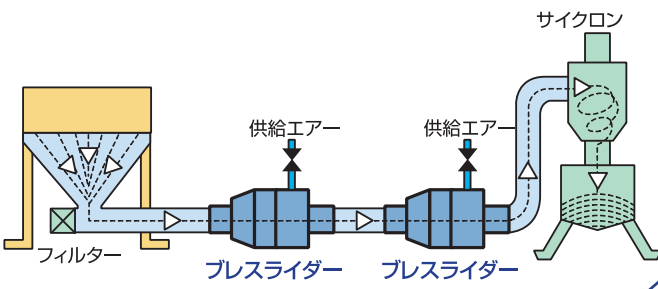 サイクロン
供給エアー
供給エアー
フィルター
ブレスライダー
ブレスライダー